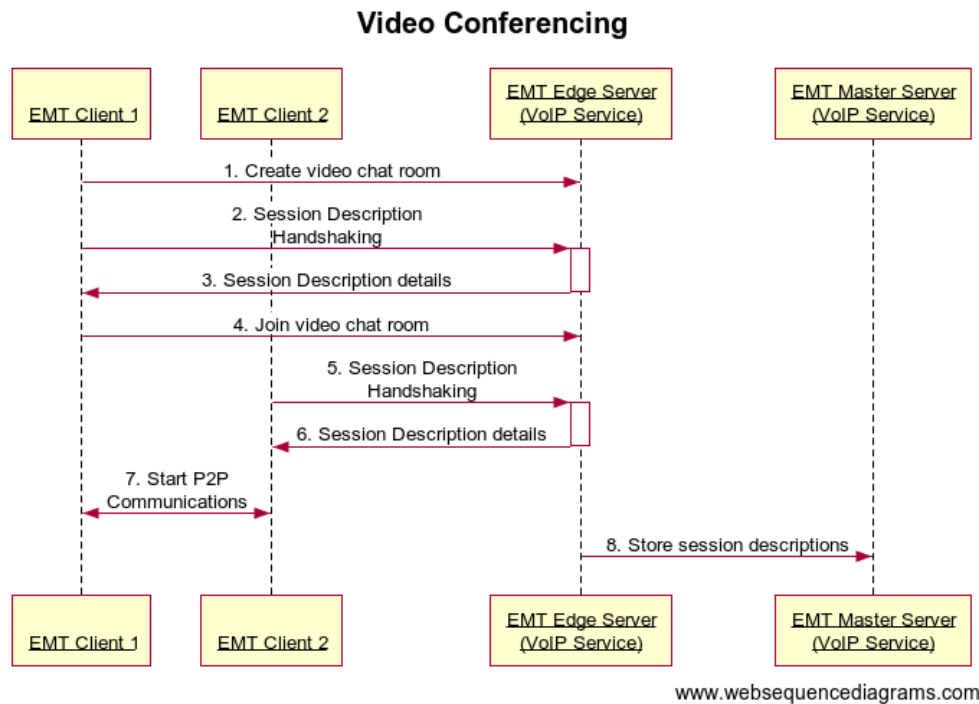 Video Conferencing
EMT Client 1
EMT Client 2
EMT Edge Server
(VoIP Service)
EMT Master Server
(VoIP Service)
1. Create video chat room
2. Session Description
Handshaking
3. Session Description details
4. Join video chat room
5. Session Description
Handshaking
6. Session Description details
7. Start P2P
Communications
8. Store session descriptions
EMT Client 1
EMT Client 2
EMT Edge Server
(VoIP Service)
EMT Master Server
(VoIP Service)
www.websequencediagrams.com